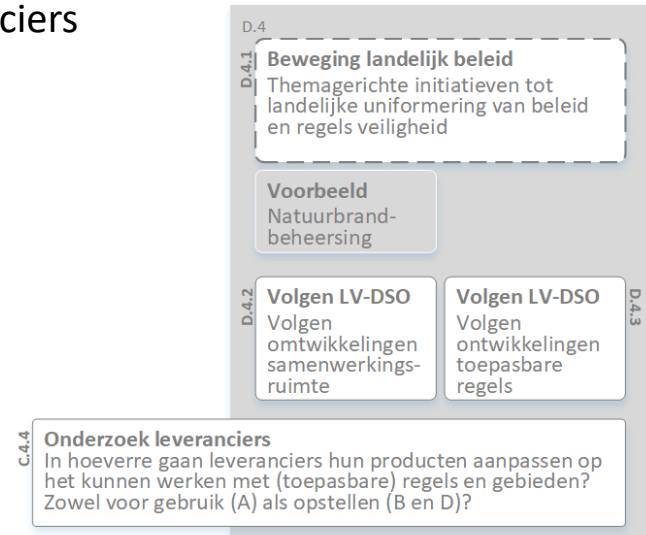 ciers
D.4
D.4.1
Beweging landelijk beleid
Themagerichte initiatieven tot
landelijke uniformering van beleid
en regels veiligheid
Voorbeeld
Natuurbrand-
beheersing
D.4.2
Volgen LV-DSO
Volgen
omtwikkelingen
samenwerkings-
ruimte
Volgen LV-DSO
Volgen
ontwikkelingen
toepasbare
regels
D.4.3
C.4.4
Onderzoek leveranciers
In hoeverre gaan leveranciers hun producten aanpassen op
het kunnen werken met (toepasbare) regels en gebieden?
Zowel voor gebruik (A) als opstellen (B en D)?